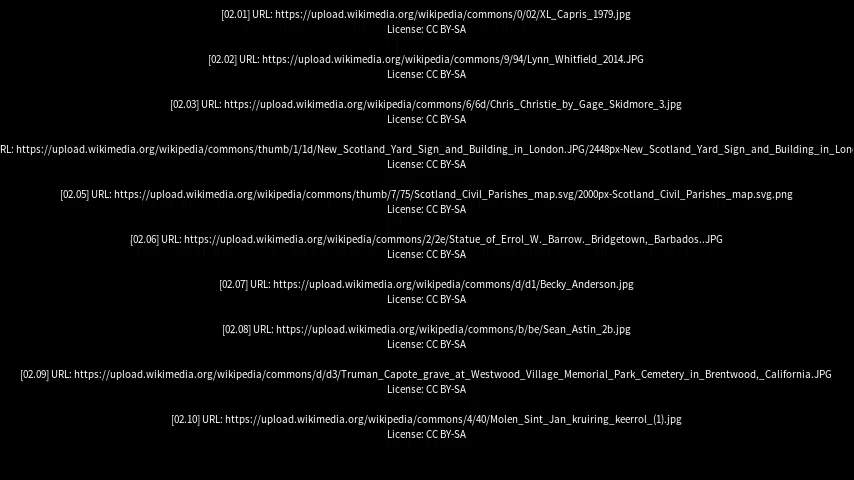 [02.01] URL: https://upload.wikimedia.org/wikipedia/commons/0/02/XL_Capris_1979.jpg
License: CC BY-SA
[02.02] URL: https://upload.wikimedia.org/wikipedia/commons/9/94/Lynn_Whitfield_2014.JPG
License: CC BY-SA
[02.03] URL: https://upload.wikimedia.org/wikipedia/commons/6/6d/Chris_Christie_by_Gage_Skidmore_3.jpg
License: CC BY-SA
RL: https://upload.wikimedia.org/wikipedia/commons/thumb/1/1d/New_Scotland_Yard_Sign_and_Building_in_London.JPG/2448px-New_Scotland_Yard_Sign_and_Building_in_Lon
License: CC BY-SA
[02.05] URL: https://upload.wikimedia.org/wikipedia/commons/thumb/7/75/Scotland_Civil_Parishes_map.svg/2000px-Scotland_Civil_Parishes_map.svg.png
License: CC BY-SA
[02.06] URL: https://upload.wikimedia.org/wikipedia/commons/2/2e/Statue_of_Errol_W._Barrow._Bridgetown,_Barbados..JPG
License: CC BY-SA
[02.07] URL: https://upload.wikimedia.org/wikipedia/commons/d/d1/Becky_Anderson.jpg
License: CC BY-SA
[02.08] URL: https://upload.wikimedia.org/wikipedia/commons/b/be/Sean_Astin_2b.jpg
License: CC BY-SA
[02.09] URL: https://upload.wikimedia.org/wikipedia/commons/d/d3/Truman_Capote_grave_at_Westwood_Village_Memorial_Park_Cemetery_in_Brentwood,_California.JPG
License: CC BY-SA
[02.10] URL: https://upload.wikimedia.org/wikipedia/commons/4/40/Molen_Sint_Jan_kruiring_keerrol_(1).jpg
License: CC BY-SA